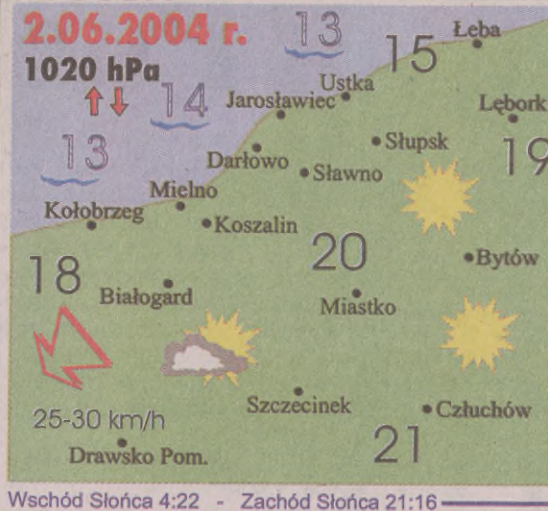 2.06.2004 r.
1020 hPa
13
15
Łeba
14
Ustka
Jarosławiec
Lębork
13
Darłowo
Słupsk
19
Sławno
Mielno
Kołobrzeg
Koszalin
18
20
Bytów
Białogard
Miastko
25-30 km/h
Szczecinek
Człuchów
Drawsko Pom.
21
Wschód Słońca 4:22 - Zachód Słońca 21:16